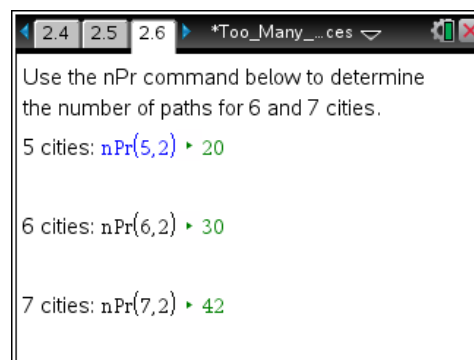 2.4 2.5 2.6 *Too_Many_...ces
Use the nPr command below to determine
the number of paths for 6 and 7 cities.
5 cities: nPr(5,2) ▸ 20
6 cities: nPr(6,2) ▸ 30
7 cities: nPr(7,2) ▸ 42